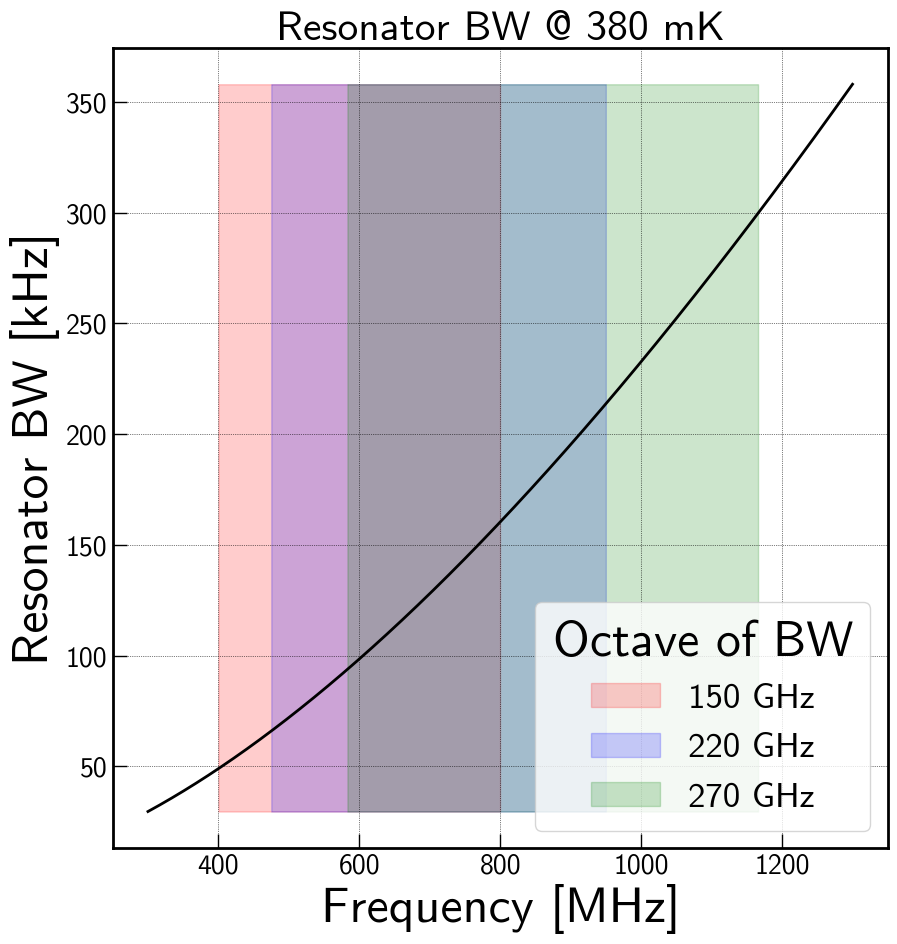 Resonator BW @ 380 mK
Resonator BW [kHz]
350
300
250
200
150
100
50
Octave of BW
150 GHz
220 GHz
270 GHz
400 600 800 1000 1200
Frequency [MHz]